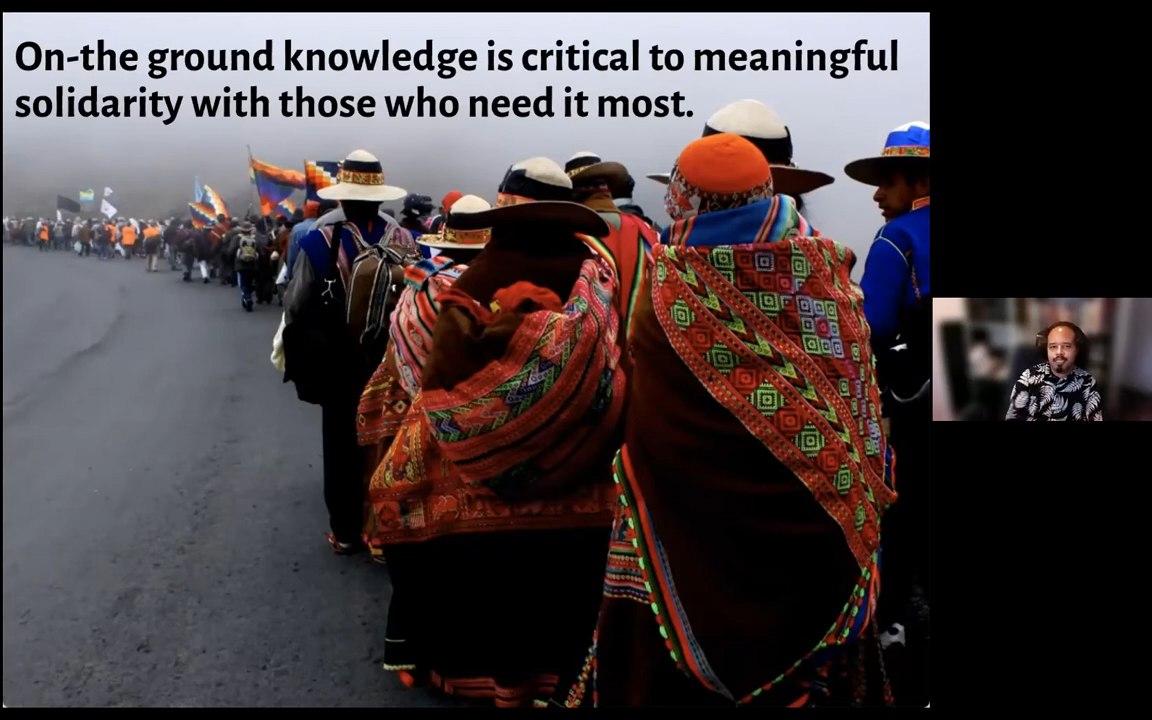 On-the ground knowledge is critical to meaningful
solidarity with those who need it most.